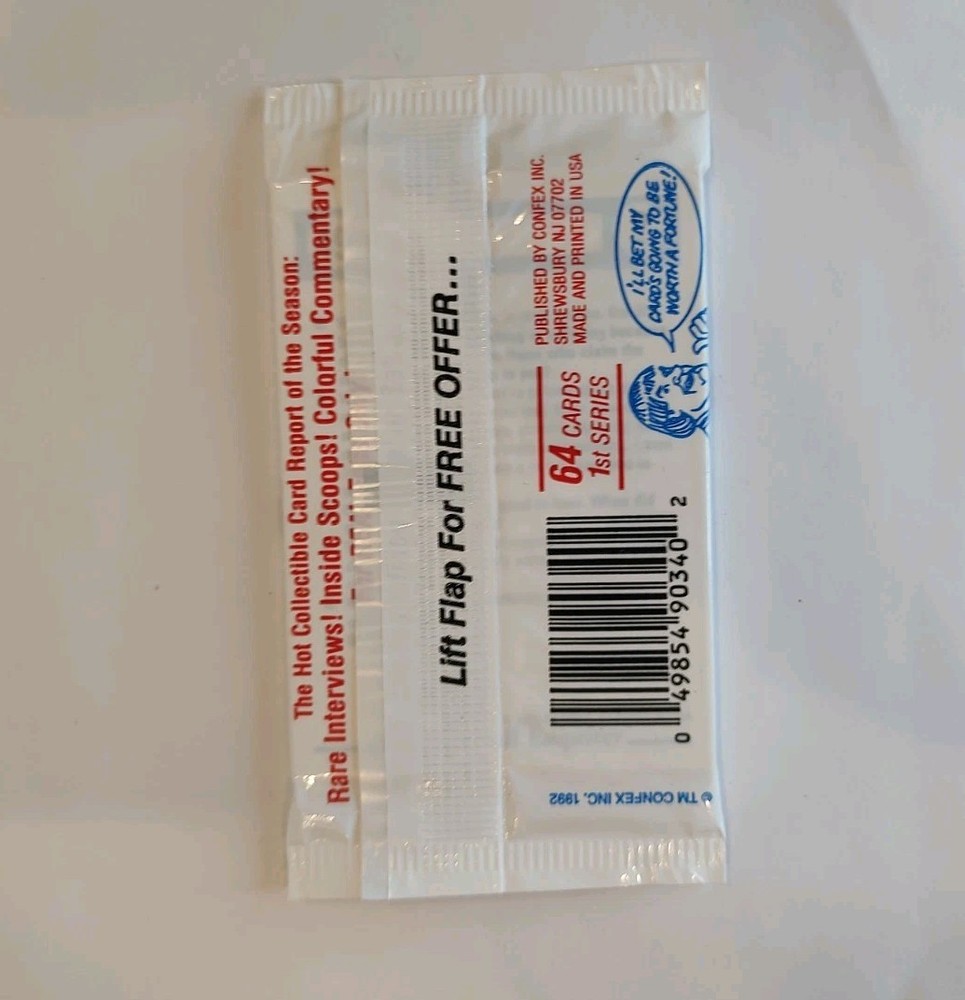 The Hot Collectible Card Report of the Season:
Rare Interviews! Inside Scoops! Colorful Commentary!
Lift Flap For FREE OFFER...
64 CARDS
1st SERIES
PUBLISHED BY CONFEX INC.
SHREWSBURY NJ 07702
MADE AND PRINTED IN USA
I'LL BET MY
CARD'S GOING TO BE
WORTH A FORTUNE!
0 49854 90340 2
© TM CONFEX INC. 1992